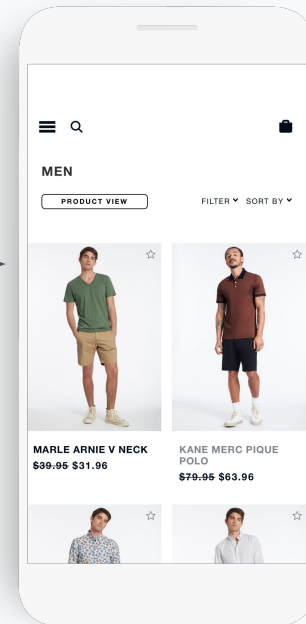 MEN
PRODUCT VIEW
FILTER SORT BY
MARLE ARNIE V NECK
$39.95 $31.96
KANE MERC PIQUE
POLO
$79.95 $63.96